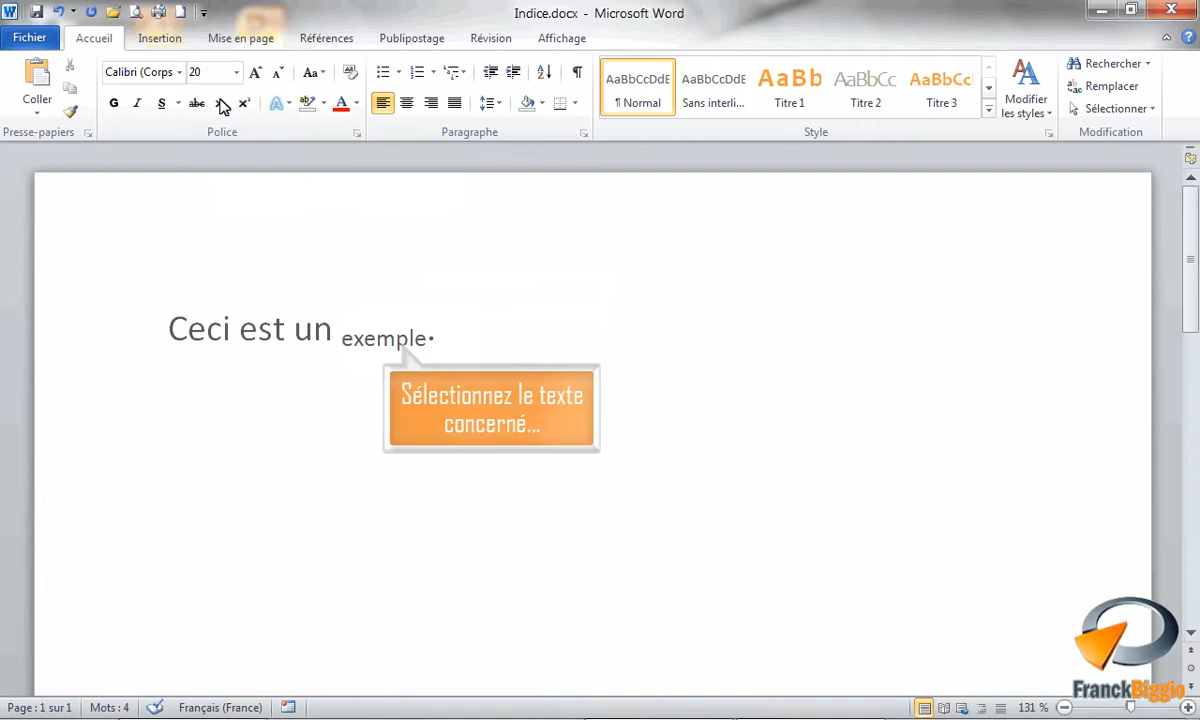 Indice.docx - Microsoft Word
Fichier Accueil Insertion Mise en page Références Publipostage Révision Affichage
Coller
Calibri (Corps 20
Aa
G I S abc
AaBbCcDdE AaBbCcDdE AaBb AaBbCc AaBbCc
¶ Normal Sans interli... Titre 1 Titre 2 Titre 3
Modifier les styles
Rechercher
Remplacer
Sélectionner
Presse-papiers Police Paragraphe Style Modification
Ceci est un exemple.
Sélectionnez le texte
concerné...
FranckBiggio
Page : 1 sur 1 Mots : 4 Français (France) 131 %